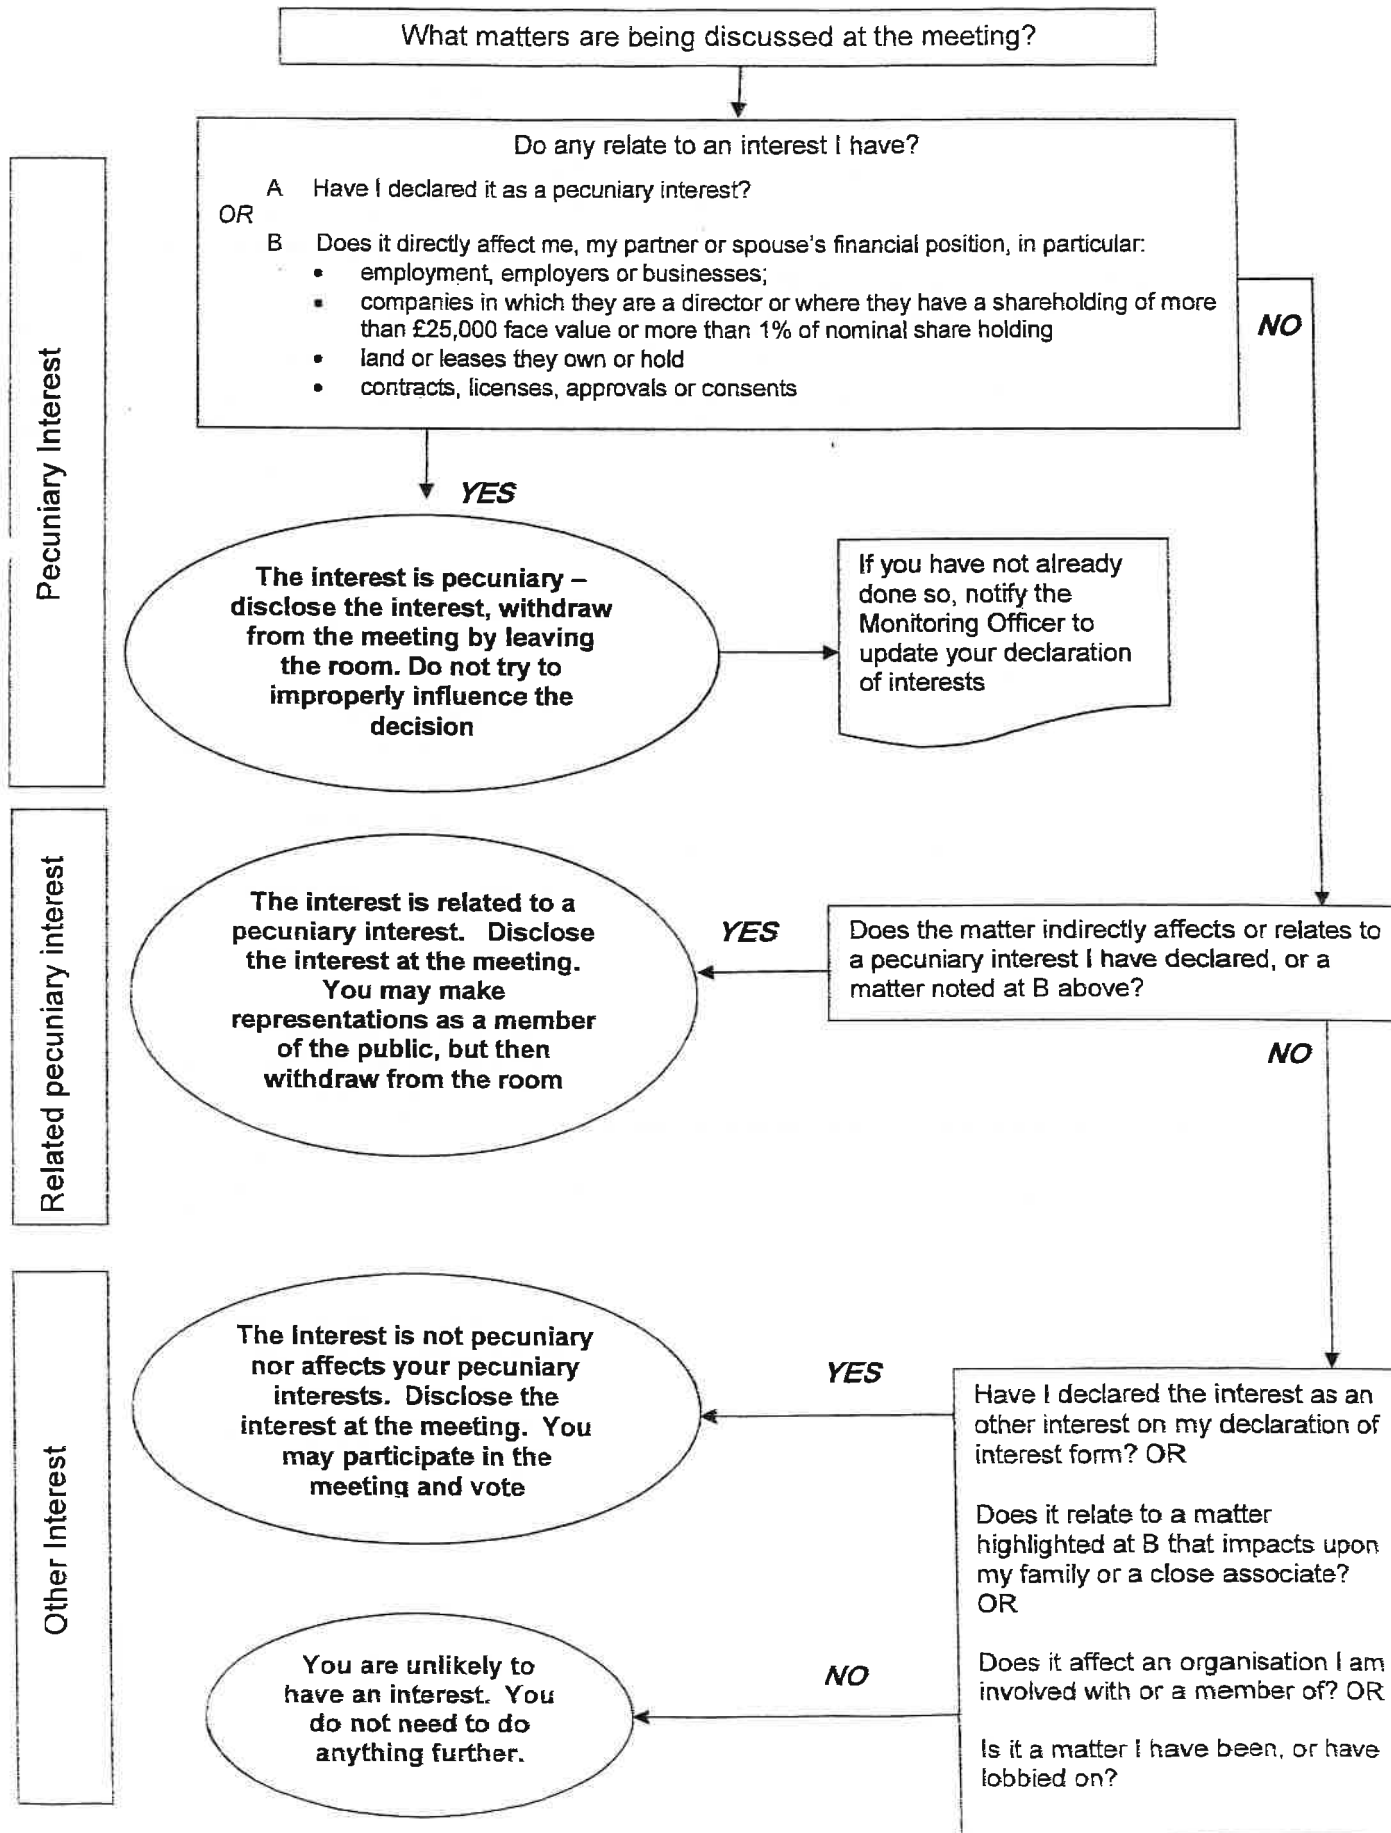 What matters are being discussed at the meeting?
Do any relate to an interest I have?
A Have I declared it as a pecuniary interest?
OR
B Does it directly affect me, my partner or spouse's financial position, in particular:
• employment, employers or businesses;
• companies in which they are a director or where they have a shareholding of more
than £25,000 face value or more than 1% of nominal share holding
• land or leases they own or hold
• contracts, licenses, approvals or consents
NO
Pecuniary Interest
YES
The interest is pecuniary –
disclose the interest, withdraw
from the meeting by leaving
the room. Do not try to
improperly influence the
decision
If you have not already
done so, notify the
Monitoring Officer to
update your declaration
of interests
Related pecuniary interest
The interest is related to a
pecuniary interest. Disclose
the interest at the meeting.
You may make
representations as a member
of the public, but then
withdraw from the room
YES
Does the matter indirectly affects or relates to
a pecuniary interest I have declared, or a
matter noted at B above?
NO
Other Interest
The Interest is not pecuniary
nor affects your pecuniary
interests. Disclose the
interest at the meeting. You
may participate in the
meeting and vote
YES
Have I declared the interest as an
other interest on my declaration of
interest form? OR
Does it relate to a matter
highlighted at B that impacts upon
my family or a close associate?
OR
Does it affect an organisation I am
involved with or a member of? OR
Is it a matter I have been, or have
lobbied on?
NO
You are unlikely to
have an interest. You
do not need to do
anything further.